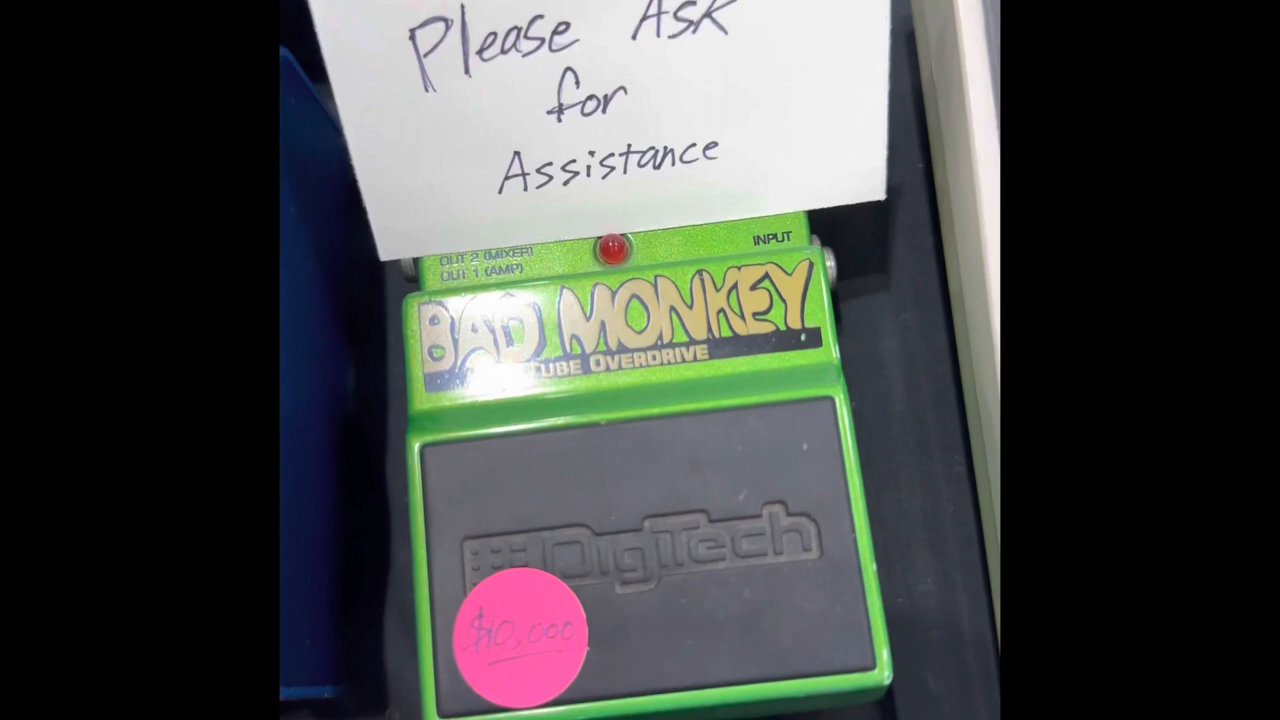 Please Ask
for
Assistance
OUT 2 (MIXER)
OUT 1 (AMP)
INPUT
BAD MONKEY
TUBE OVERDRIVE
DigiTech
$10,000